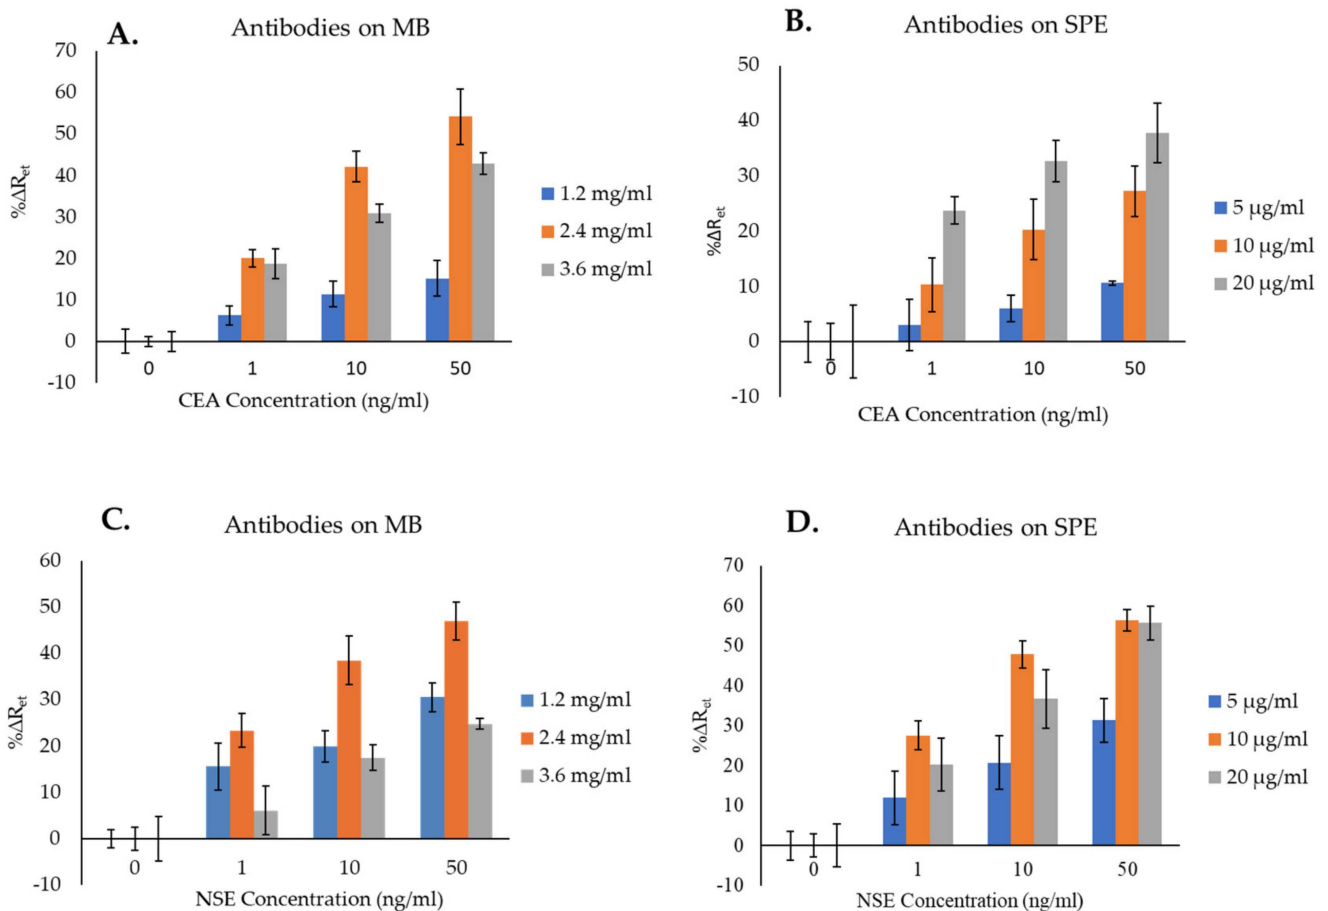 A.
Antibodies on MB
70
60
50
40
30
20
10
0
-10
%ΔRet
0 1 10 50
CEA Concentration (ng/ml)
1.2 mg/ml
2.4 mg/ml
3.6 mg/ml
B.
Antibodies on SPE
50
40
30
20
10
0
-10
%ΔRet
0 1 10 50
CEA Concentration (ng/ml)
5 µg/ml
10 µg/ml
20 µg/ml
C.
Antibodies on MB
60
50
40
30
20
10
0
-10
%ΔRet
0 1 10 50
NSE Concentration (ng/ml)
1.2 mg/ml
2.4 mg/ml
3.6 mg/ml
D.
Antibodies on SPE
70
60
50
40
30
20
10
0
-10
%ΔRet
0 1 10 50
NSE Concentration (ng/ml)
5 µg/ml
10 µg/ml
20 µg/ml